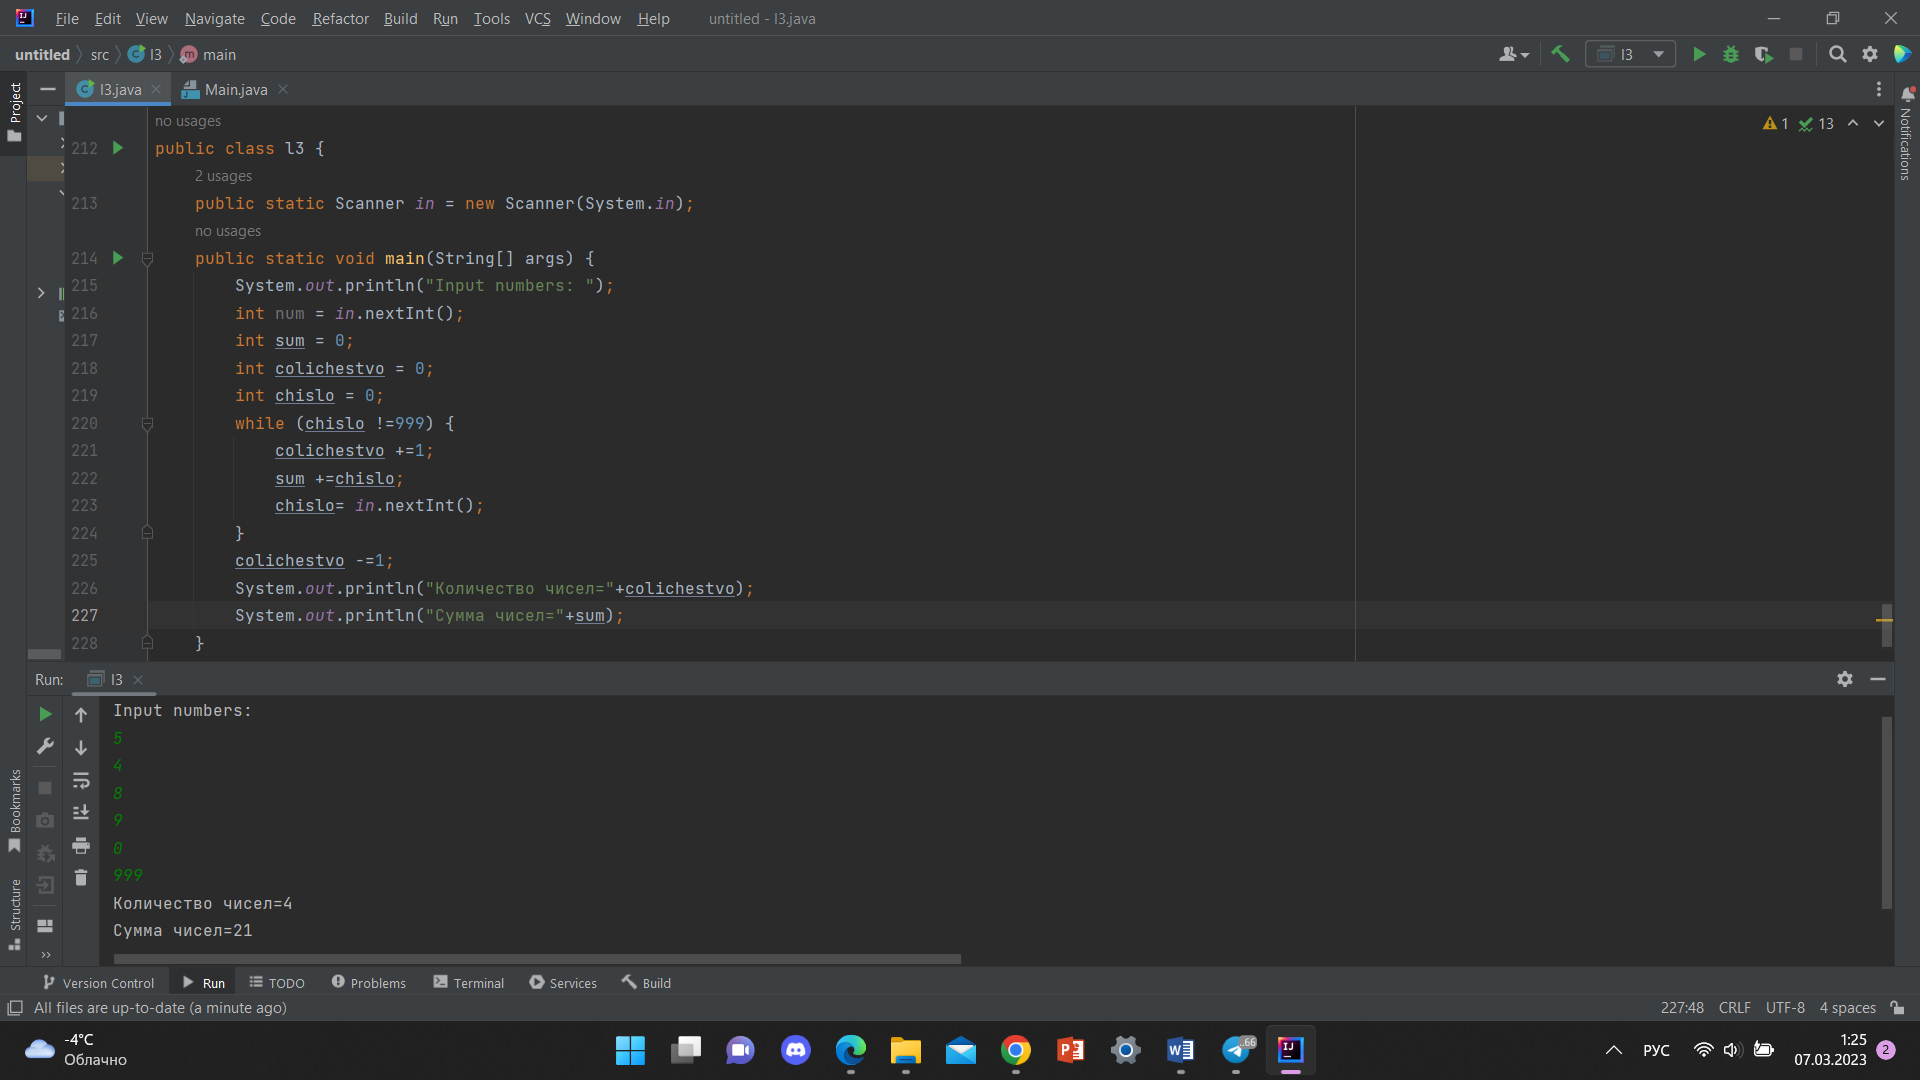 File Edit View Navigate Code Refactor Build Run Tools VCS Window Help untitled - l3.java
untitled src l3 main
l3
l3.java Main.java
Project
Notifications
1 13
no usages
212 public class l3 {
2 usages
213 public static Scanner in = new Scanner(System.in);
no usages
214 public static void main(String[] args) {
215 System.out.println("Input numbers: ");
216 int num = in.nextInt();
217 int sum = 0;
218 int colichestvo = 0;
219 int chislo = 0;
220 while (chislo !=999) {
221 colichestvo +=1;
222 sum +=chislo;
223 chislo= in.nextInt();
224 }
225 colichestvo -=1;
226 System.out.println("Количество чисел="+colichestvo);
227 System.out.println("Сумма чисел="+sum);
228 }
Run: l3
Input numbers:
5
4
8
9
0
999
Количество чисел=4
Сумма чисел=21
Bookmarks
Structure
Version Control Run TODO Problems Terminal Services Build
All files are up-to-date (a minute ago) 227:48 CRLF UTF-8 4 spaces
-4°C
Облачно
..66
РУС
1:25
07.03.2023
2